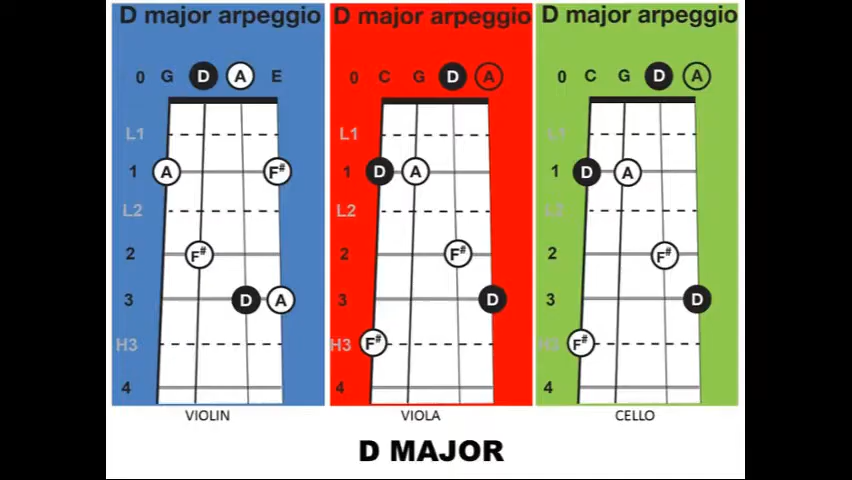 D major arpeggio
0 G D A E
L1
1 A F#
L2
2 F#
3 D A
H3
4
VIOLIN
D major arpeggio
0 C G D A
L1
1 D A
L2
2 F#
3 D
H3 F#
4
VIOLA
D major arpeggio
0 C G D A
L1
1 D A
L2
2 F#
3 D
H3 F#
4
CELLO
D MAJOR